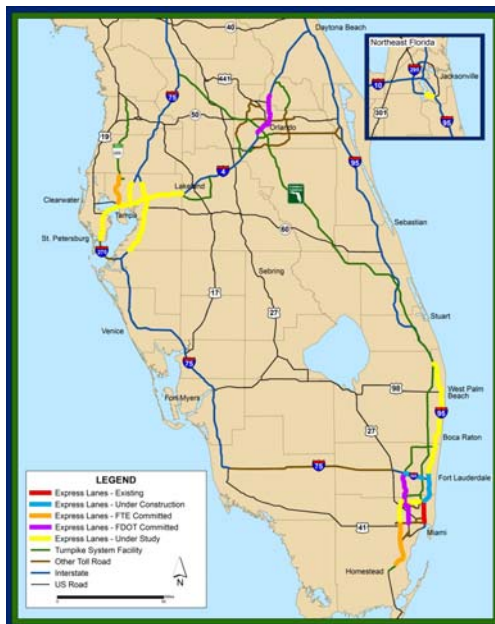 Daytona Beach
40
40
Northeast Florida
295
Jacksonville
10
301
95
75
441
19
50
50
Orlando
4
95
Lakeland
Clearwater
Tampa
St. Petersburg
275
60
Sebastian
Sebring
17
27
Stuart
Venice
75
98
West Palm
Beach
95
27
Fort Myers
Boca Raton
75
Fort Lauderdale
41
Miami
Homestead
LEGEND
Express Lanes - Existing
Express Lanes - Under Construction
Express Lanes - FTE Committed
Express Lanes - FDOT Committed
Express Lanes - Under Study
Turnpike System Facility
Other Toll Road
Interstate
US Road
N